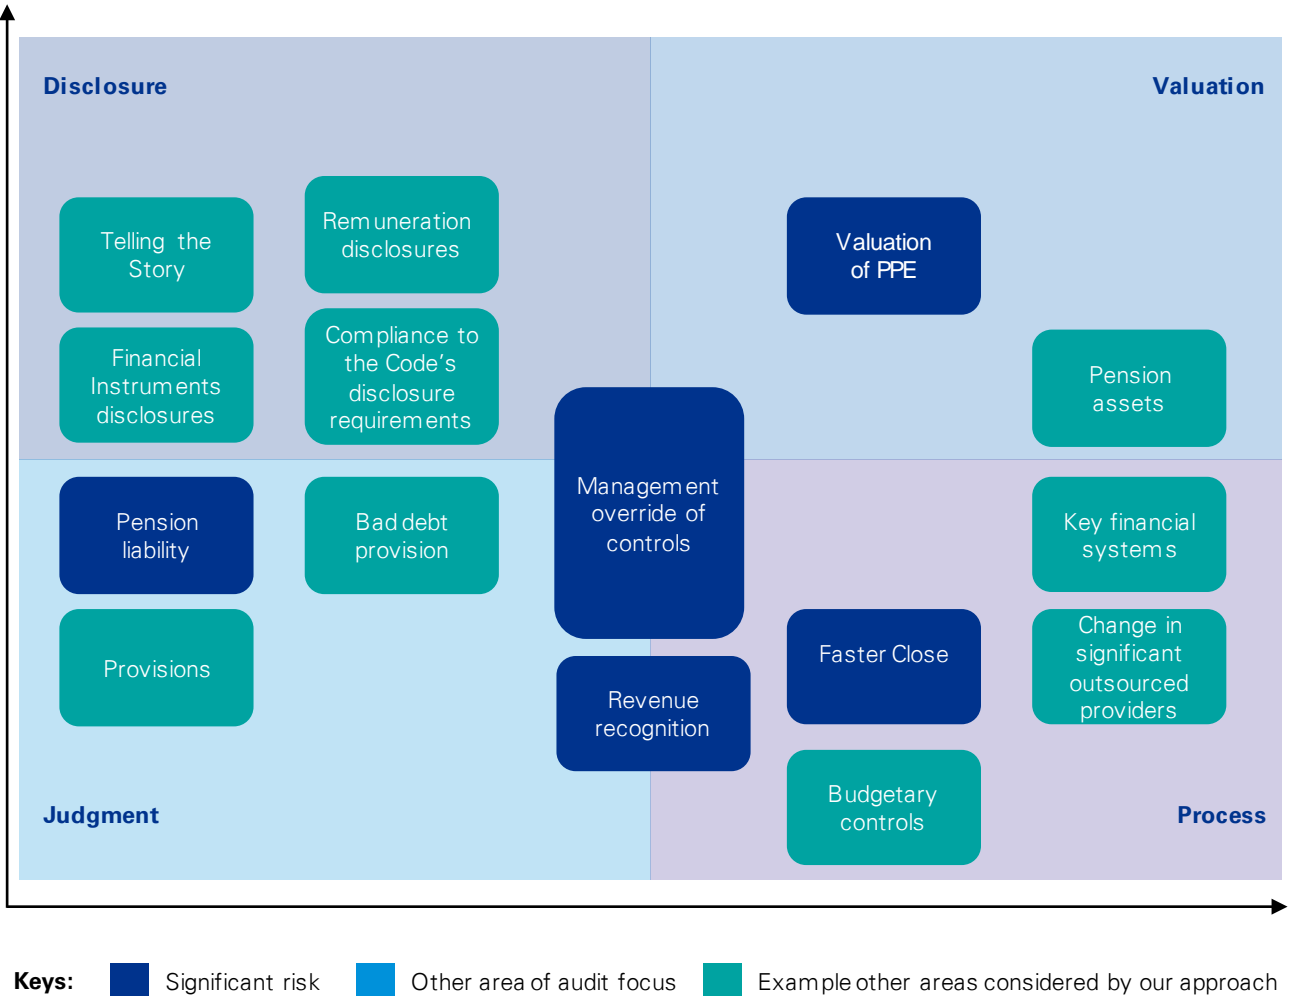 Disclosure
Valuation
Telling the
Story
Remuneration
disclosures
Valuation
of PPE
Financial
Instruments
disclosures
Compliance to
the Code's
disclosure
requirements
Pension
assets
Management
override of
controls
Pension
liability
Bad debt
provision
Key financial
systems
Provisions
Revenue
recognition
Faster Close
Change in
significant
outsourced
providers
Budgetary
controls
Judgment
Process
Keys:
Significant risk
Other area of audit focus
Example other areas considered by our approach